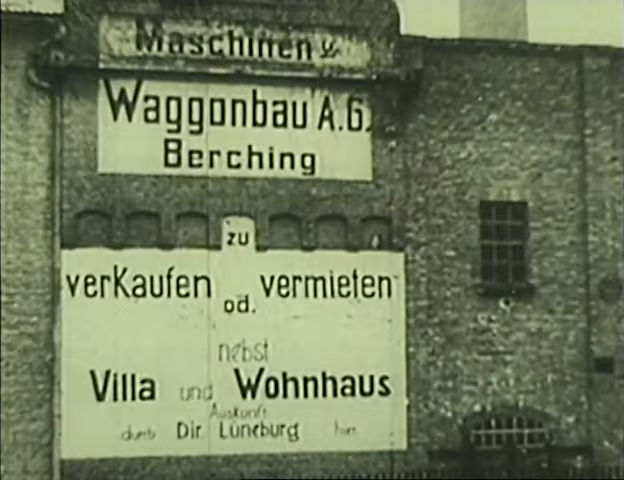 Maschinen &
Waggonbau A.G.
Berching
zu
verKaufen od. vermieten
nebst
Villa und Wohnhaus
Auskunft
durch Dir. Lüneburg hier